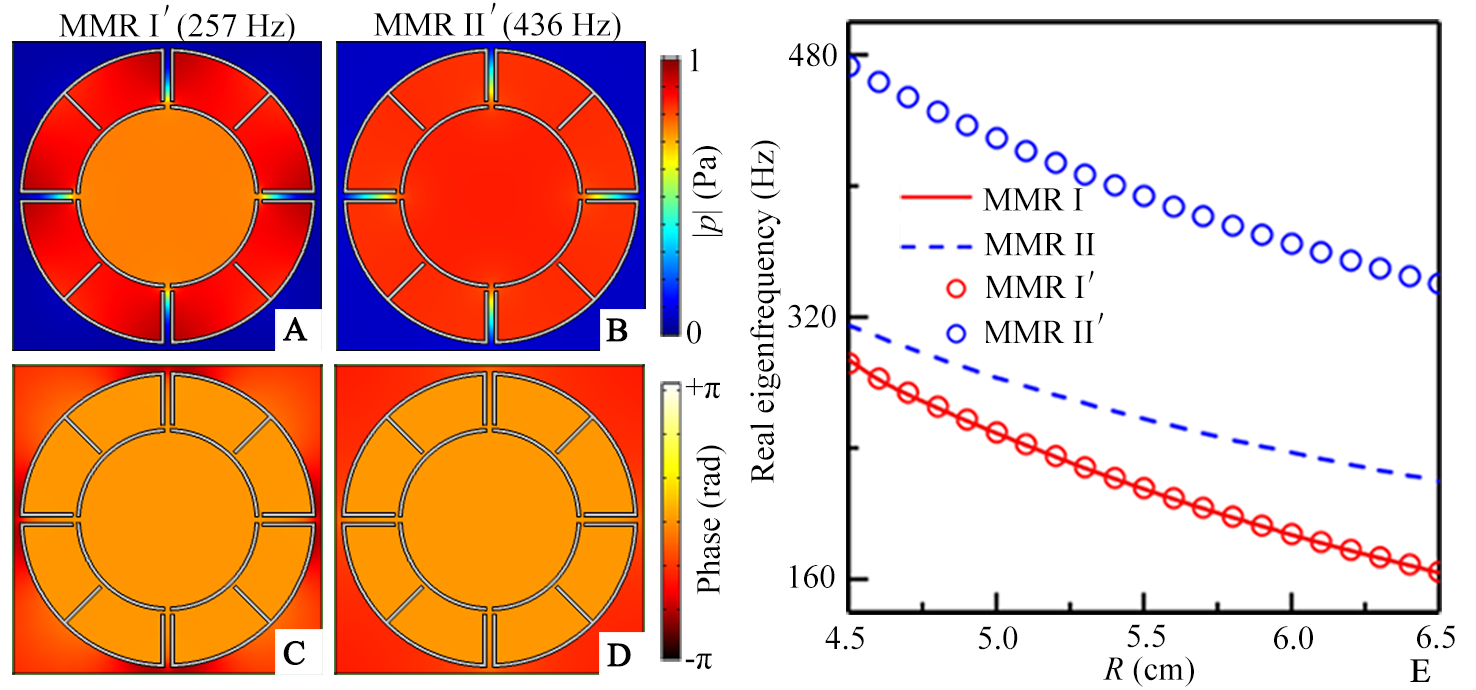 MMR I′ (257 Hz)
MMR II′ (436 Hz)
A
B
1
0
|p| (Pa)
C
D
+π
-π
Phase (rad)
Real eigenfrequency (Hz)
480
320
160
MMR I
MMR II
MMR I′
MMR II′
4.5 5.0 5.5 6.0 6.5
R (cm)
E